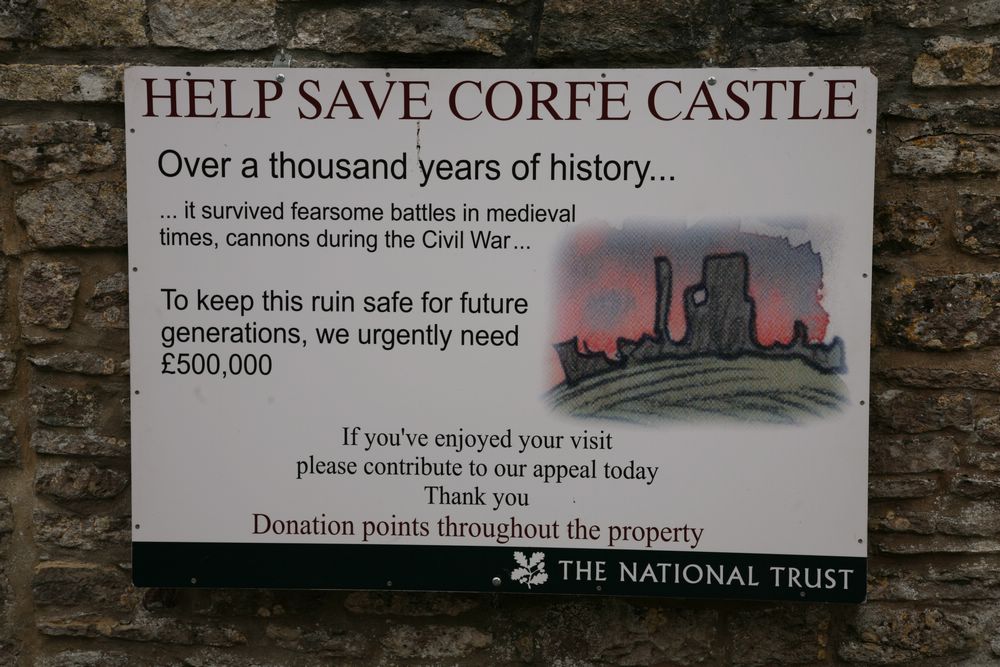 HELP SAVE CORFE CASTLE
Over a thousand years of history...
... it survived fearsome battles in medieval
times, cannons during the Civil War...
To keep this ruin safe for future
generations, we urgently need
£500,000
If you've enjoyed your visit
please contribute to our appeal today
Thank you
Donation points throughout the property
THE NATIONAL TRUST